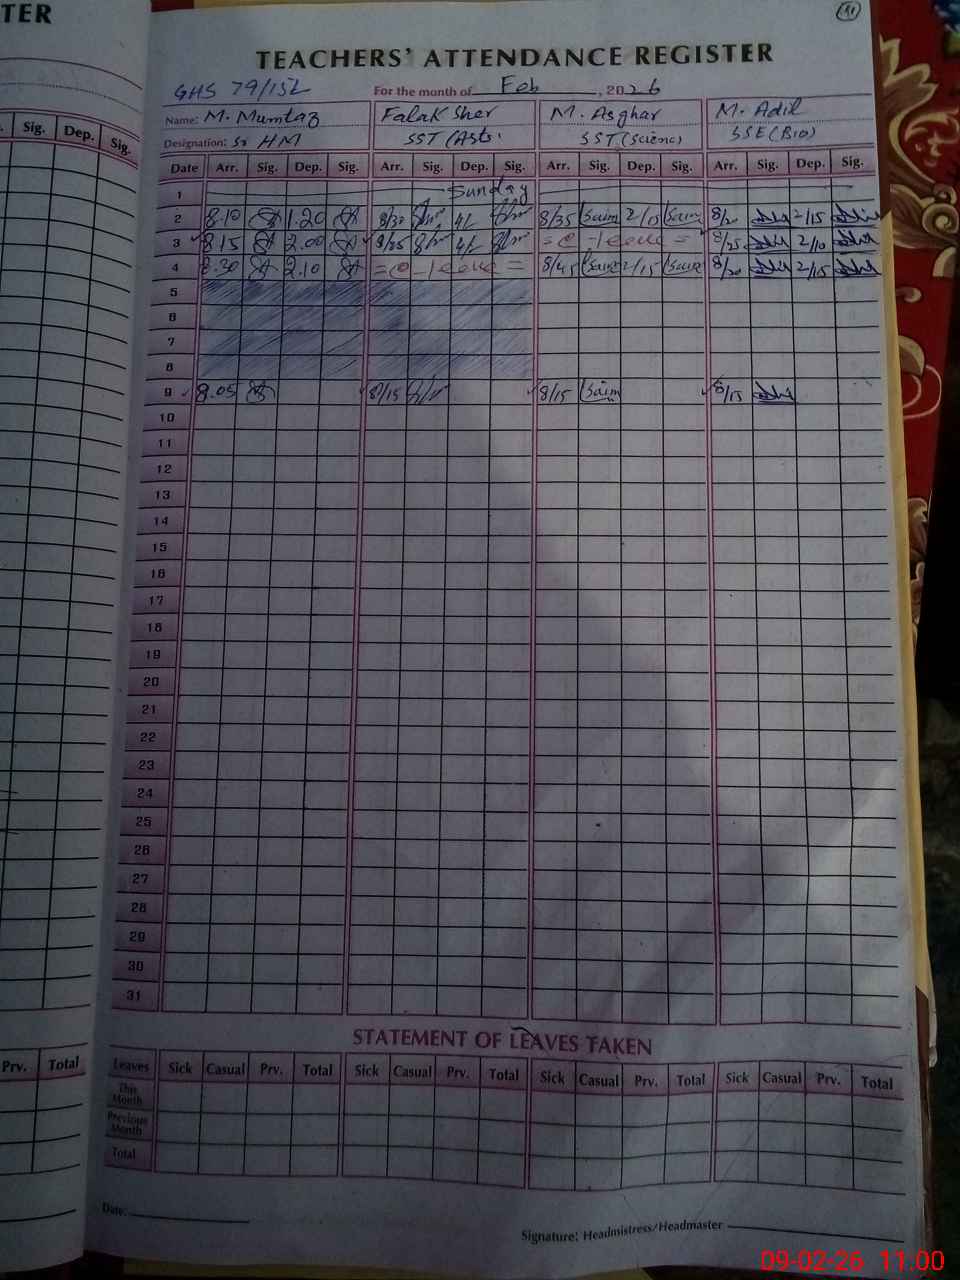 TER
TEACHERS' ATTENDANCE REGISTER
GHS 79/15L For the month of Feb, 2026
Name: M. Mumtaz Falak Sher M. Asghar M. Adil
Designation: Sr HM SST (Arts) SST (Science) SSE (Bio)
Sig. Dep. Sig.
Date Arr. Sig. Dep. Sig. Arr. Sig. Dep. Sig. Arr. Sig. Dep. Sig. Arr. Sig. Dep. Sig.
1 Sunday
2 8.10 1.20 8/30 8/35 2/15 8/20 2/15
3 8.15 2.00 8/25 = C - leave = 8/25 2/10
4 8.30 2.10 = C - leave = 8/45 2/15 8/20 2/15
5
6
7
8
9 8.05 8/15 8/15 8/15
10
11
12
13
14
15
16
17
18
19
20
21
22
23
24
25
26
27
28
29
30
31
STATEMENT OF LEAVES TAKEN
Prv. Total
Leaves Sick Casual Prv. Total Sick Casual Prv. Total Sick Casual Prv. Total Sick Casual Prv. Total
This Month
Previous Month
Total
Date:
Signature: Headmistress/Headmaster
09-02-26 11.00